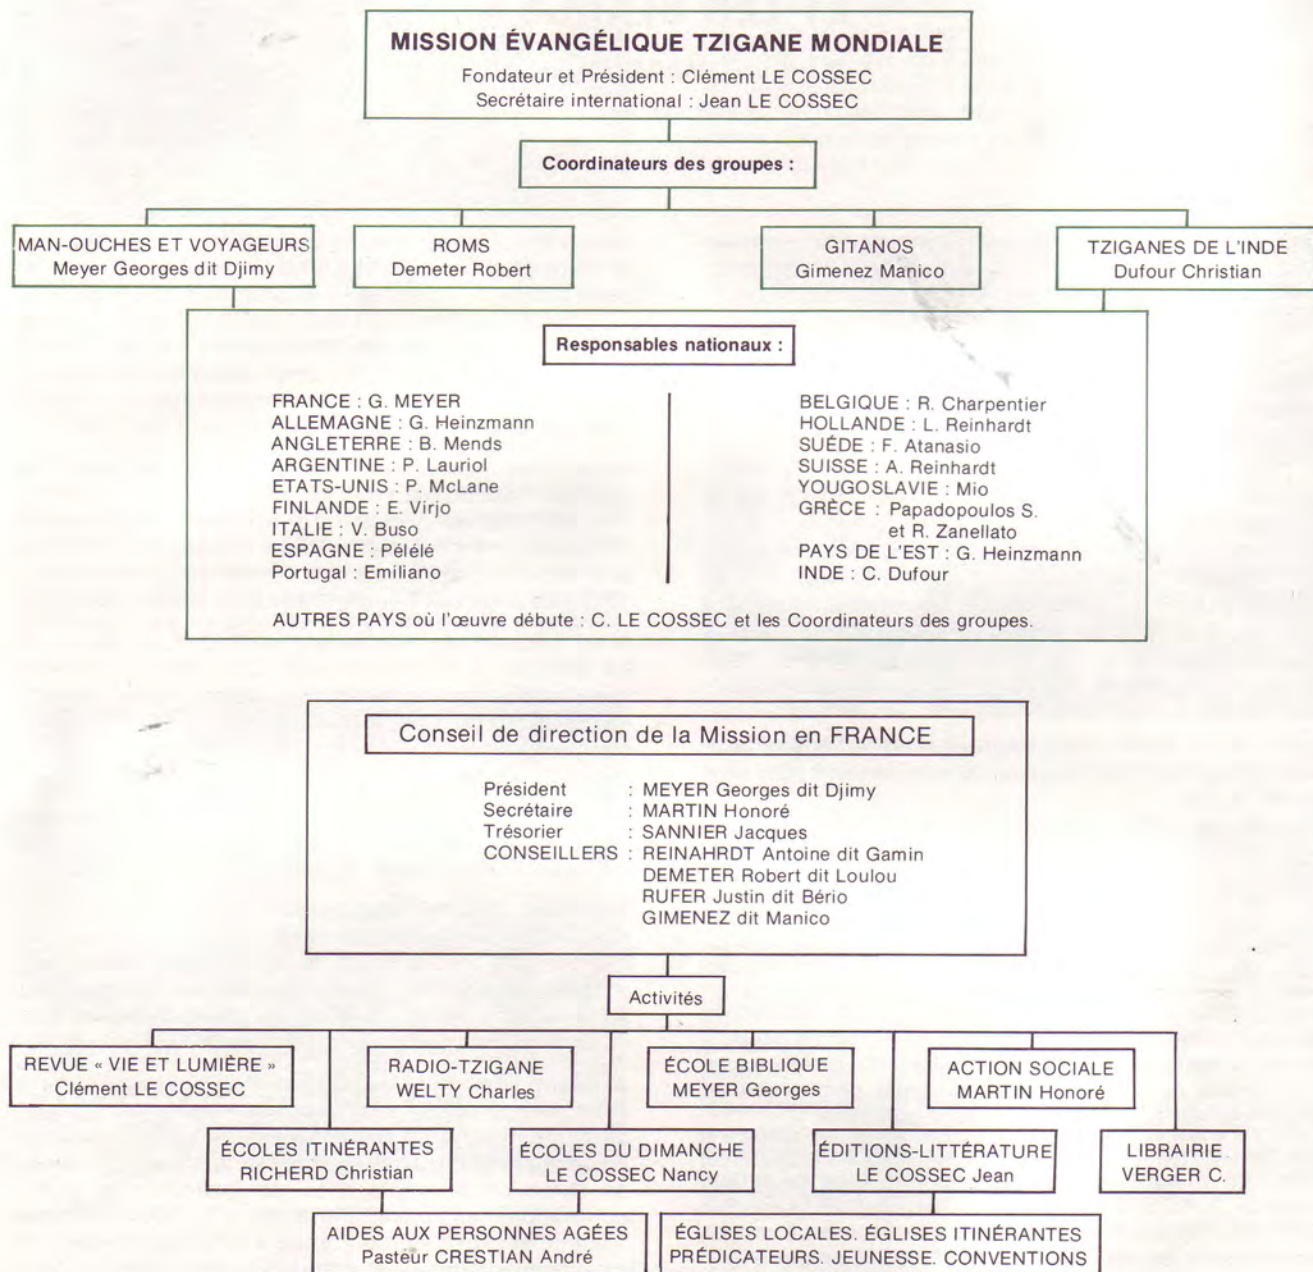 MISSION ÉVANGÉLIQUE TZIGANE MONDIALE
Fondateur et Président : Clément LE COSSEC
Secrétaire international : Jean LE COSSEC
Coordinateurs des groupes :
MAN-OUCHES ET VOYAGEURS
Meyer Georges dit Djimy
ROMS
Demeter Robert
GITANOS
Gimenez Manico
TZIGANES DE L'INDE
Dufour Christian
Responsables nationaux :
FRANCE : G. MEYER
ALLEMAGNE : G. Heinzmann
ANGLETERRE : B. Mends
ARGENTINE : P. Lauriol
ETATS-UNIS : P. McLane
FINLANDE : E. Virjo
ITALIE : V. Buso
ESPAGNE : Pélélé
Portugal : Emiliano
BELGIQUE : R. Charpentier
HOLLANDE : L. Reinhardt
SUÉDE : F. Atanasio
SUISSE : A. Reinhardt
YOUGOSLAVIE : Mio
GRÈCE : Papadopoulos S.
et R. Zanellato
PAYS DE L'EST : G. Heinzmann
INDE : C. Dufour
AUTRES PAYS où l'œuvre débute : C. LE COSSEC et les Coordinateurs des groupes.
Conseil de direction de la Mission en FRANCE
Président : MEYER Georges dit Djimy
Secrétaire : MARTIN Honoré
Trésorier : SANNIER Jacques
CONSEILLERS : REINAHRDT Antoine dit Gamin
DEMETER Robert dit Loulou
RUFER Justin dit Bério
GIMENEZ dit Manico
Activités
REVUE « VIE ET LUMIÈRE »
Clément LE COSSEC
RADIO-TZIGANE
WELTY Charles
ÉCOLE BIBLIQUE
MEYER Georges
ACTION SOCIALE
MARTIN Honoré
ÉCOLES ITINÉRANTES
RICHERD Christian
ÉCOLES DU DIMANCHE
LE COSSEC Nancy
ÉDITIONS-LITTÉRATURE
LE COSSEC Jean
LIBRAIRIE
VERGER C.
AIDES AUX PERSONNES AGÉES
Pasteur CRESTIAN André
ÉGLISES LOCALES. ÉGLISES ITINÉRANTES
PRÉDICATEURS. JEUNESSE. CONVENTIONS